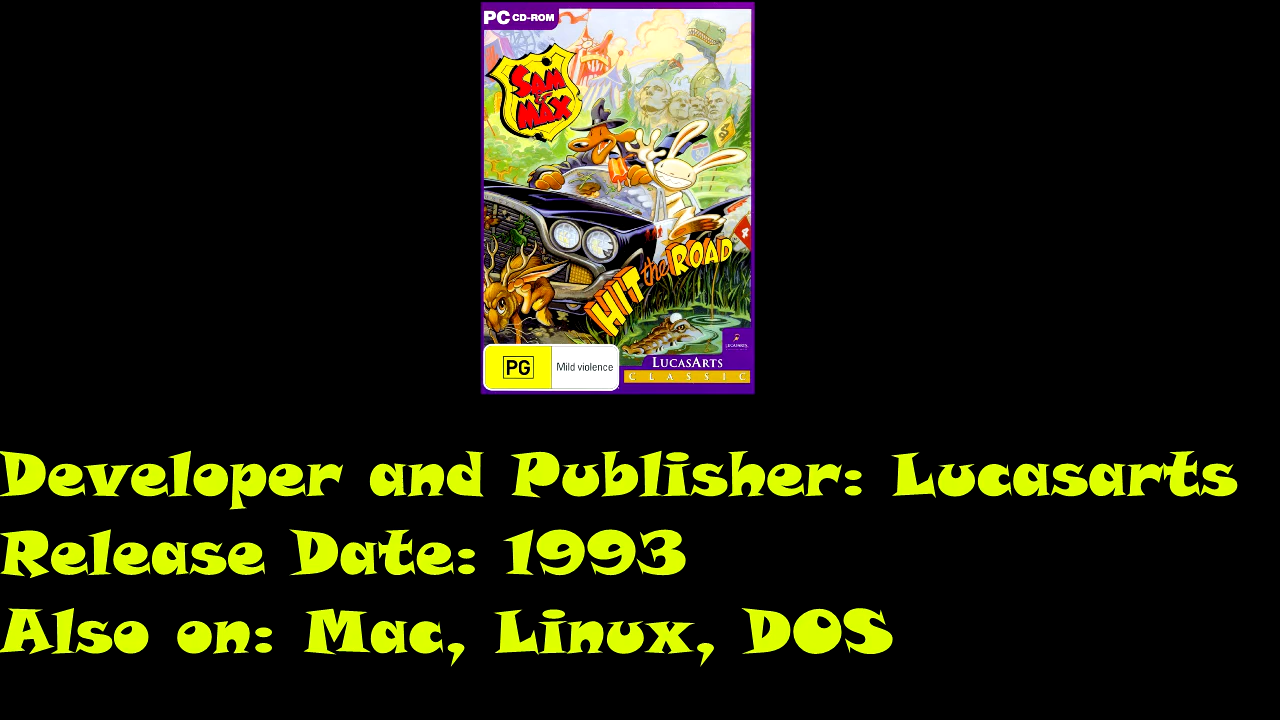 PC CD-ROM
SAM & MAX
HIT the ROAD
PG Mild violence
LUCASARTS
CLASSIC
Developer and Publisher: Lucasarts
Release Date: 1993
Also on: Mac, Linux, DOS